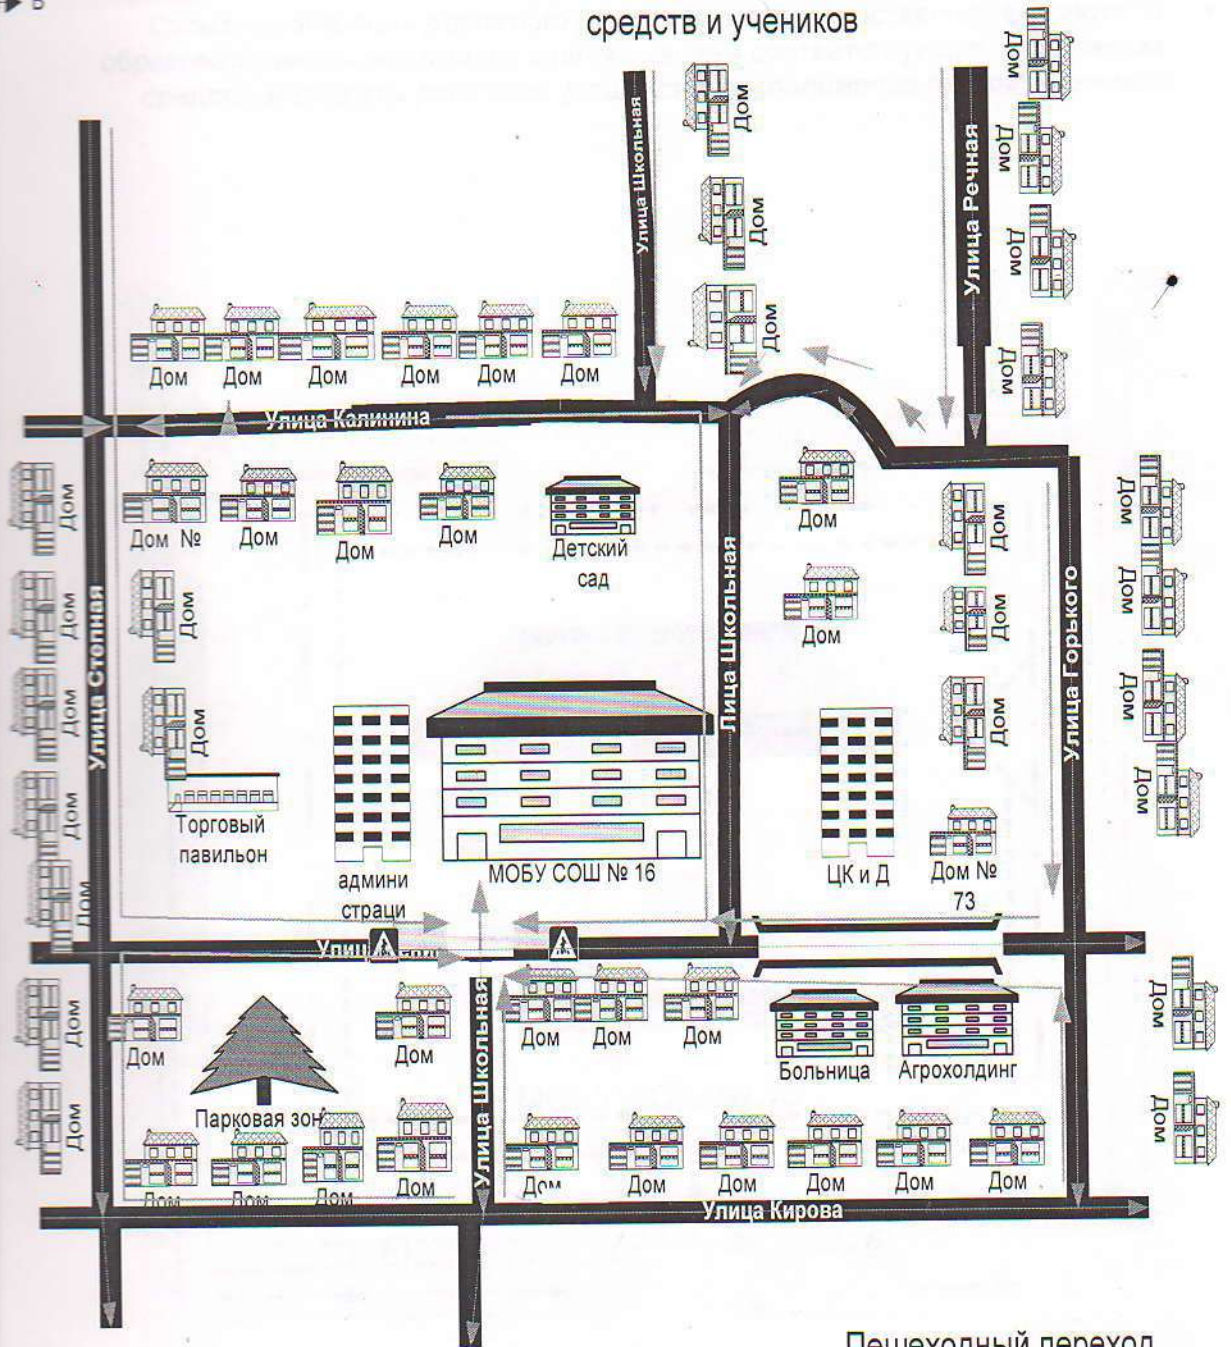 средств и учеников
Дом
Дом
Улица Школьная
Дом
Улица Речная
Дом
Дом
Дом
Дом
Дом
Дом Дом Дом Дом Дом Дом
Улица Калинина
Дом
Дом № Дом Дом Дом
Детский
сад
Дом
Дом
Дом
Дом
Дом
Дом
Дом
Дом
Дом
Улица Степная
Лица Школьная
Улица Горького
Дом
Дом
Дом
Дом
Дом
Дом
Торговый
павильон
админи
страци
МОБУ СОШ № 16
ЦК и Д
Дом №
73
Дом
Улиц
Дом
Дом
Дом
Улица Школьная
Дом Дом Дом
Больница Агрохолдинг
Дом
Парковая зон
Дом
Дом
Дом Дом Дом Дом
Дом Дом Дом Дом Дом Дом
Улица Кирова
Пешеходный переход